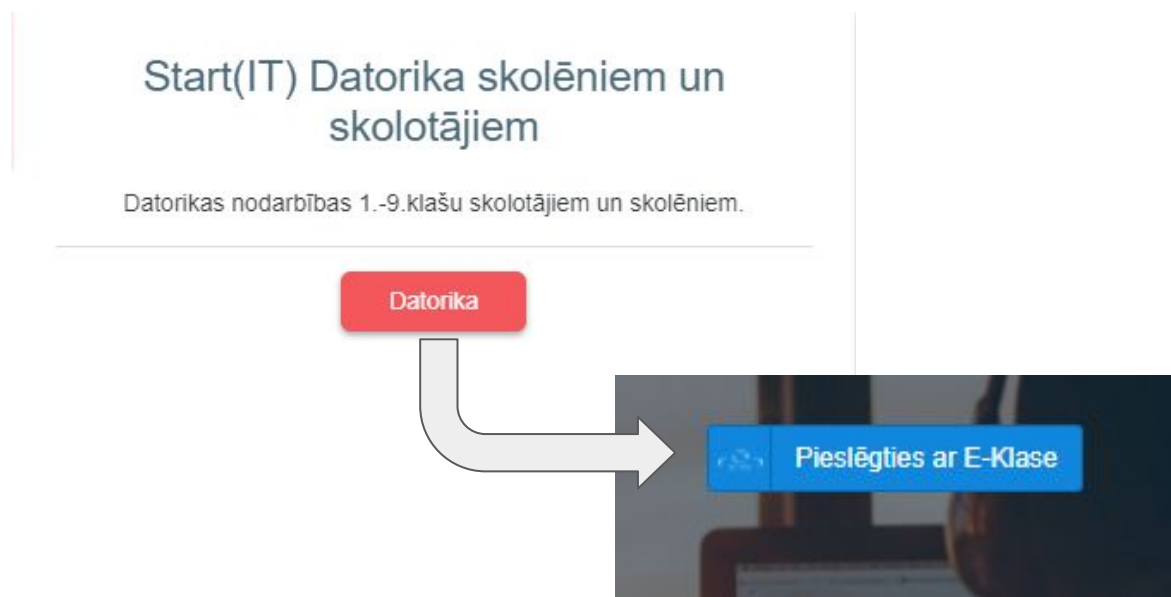 Start(IT) Datorika skolēniem un
skolotājiem
Datorikas nodarbības 1.-9.klašu skolotājiem un skolēniem.
Datorika
Pieslēgties ar E-Klase